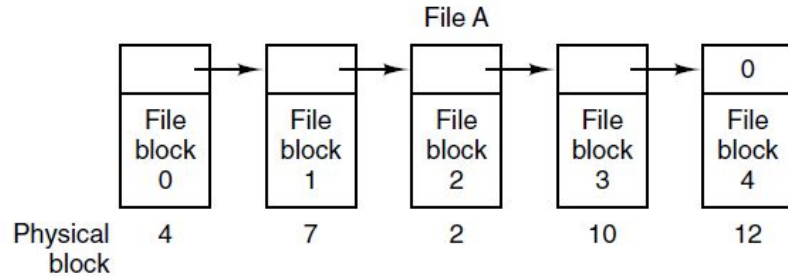 File A
0
File block 0
File block 1
File block 2
File block 3
File block 4
Physical block
4
7
2
10
12